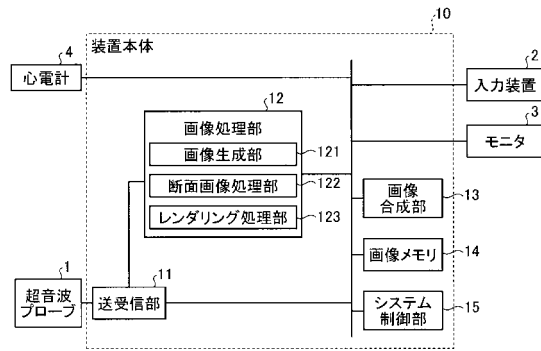 10
装置本体
4
心電計
2
入力装置
12
画像処理部
画像生成部
121
断面画像処理部
122
レンダリング処理部
123
3
モニタ
画像
合成部
13
画像メモリ
14
1
超音波
プローブ
11
送受信部
システム
制御部
15